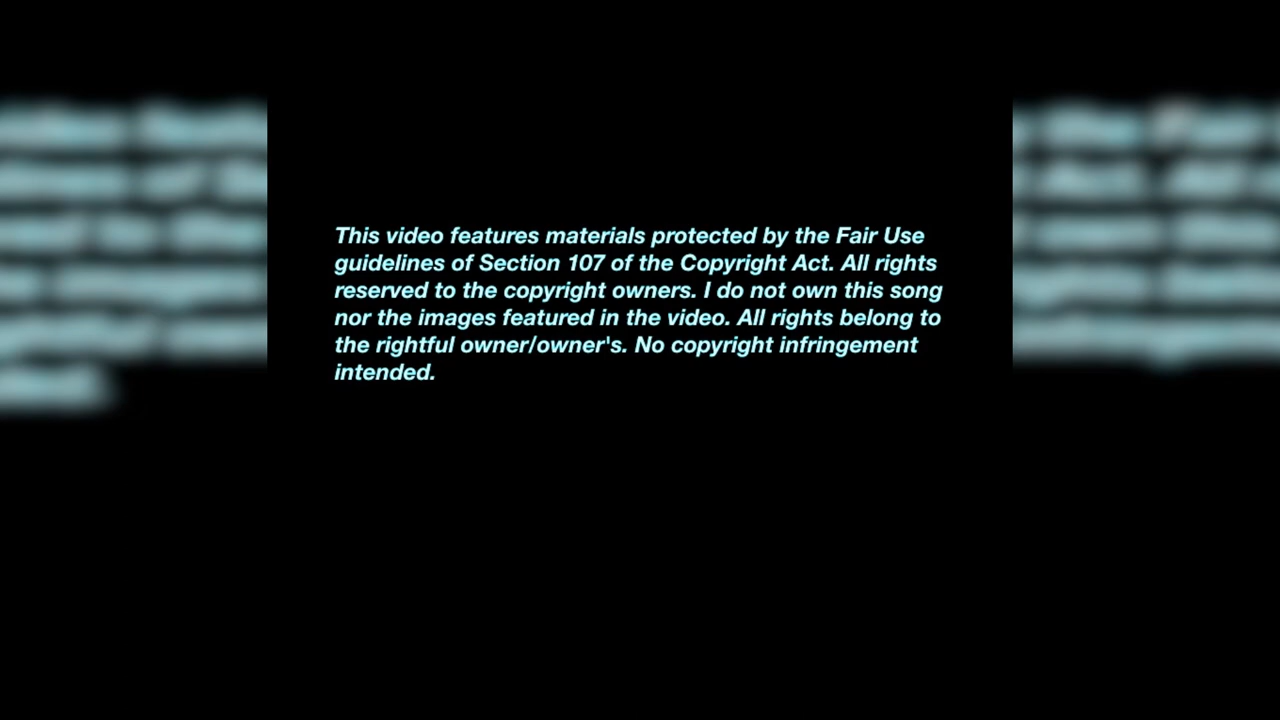 This video features materials protected by the Fair Use
guidelines of Section 107 of the Copyright Act. All rights
reserved to the copyright owners. I do not own this song
nor the images featured in the video. All rights belong to
the rightful owner/owner's. No copyright infringement
intended.